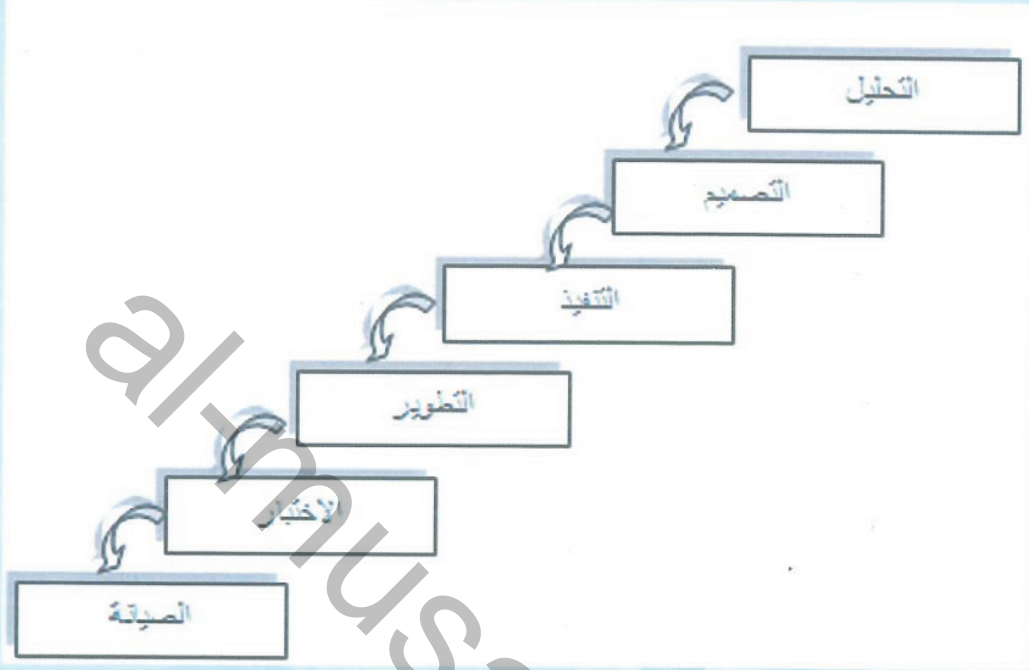 التحليل
التصميم
التنفيذ
التطوير
الاختبار
الصيانة